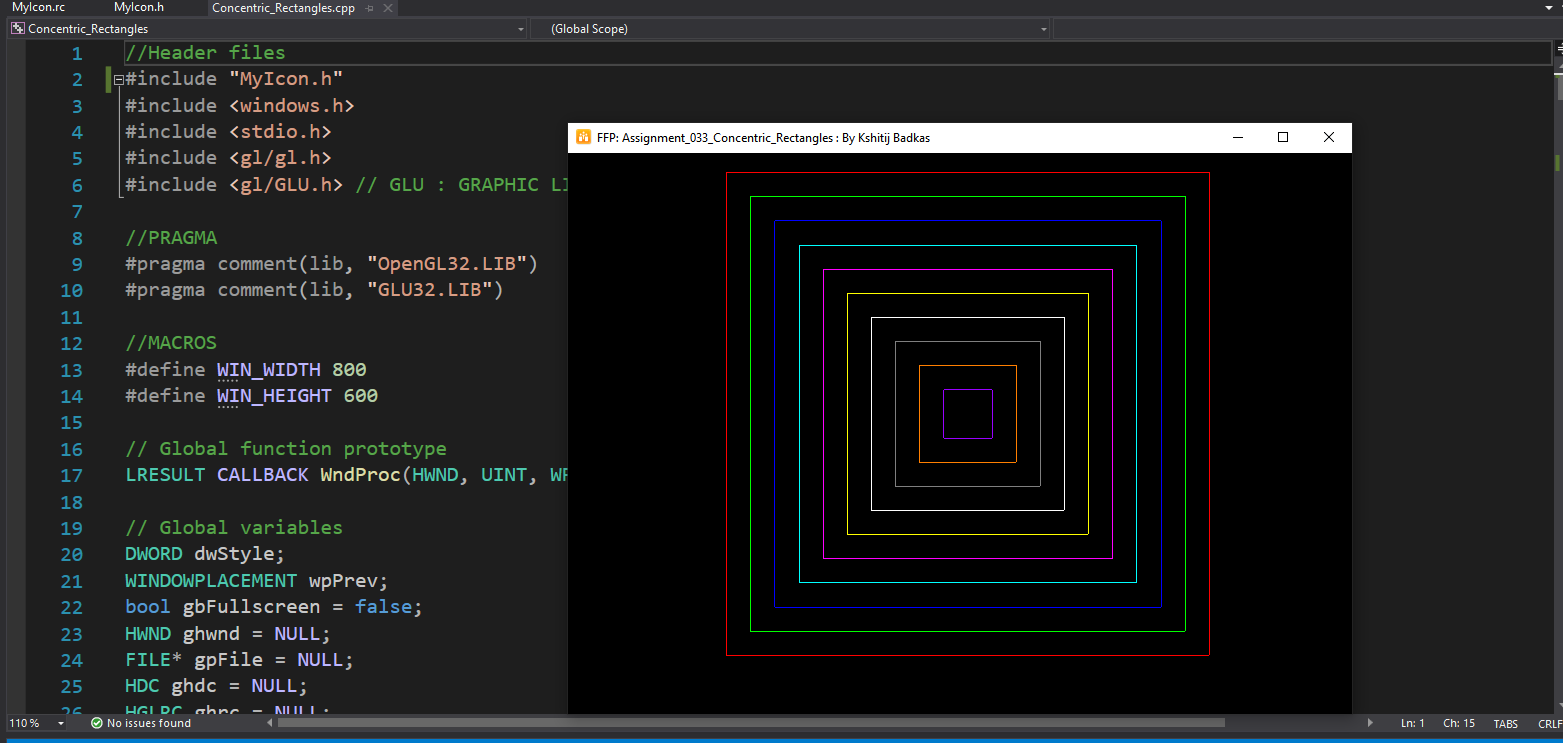 MyIcon.rc MyIcon.h Concentric_Rectangles.cpp
Concentric_Rectangles (Global Scope)
1 //Header files
2 #include "MyIcon.h"
3 #include <windows.h>
4 #include <stdio.h>
5 #include <gl/gl.h>
6 #include <gl/GLU.h> // GLU : GRAPHIC LI
7
8 //PRAGMA
9 #pragma comment(lib, "OpenGL32.LIB")
10 #pragma comment(lib, "GLU32.LIB")
11
12 //MACROS
13 #define WIN_WIDTH 800
14 #define WIN_HEIGHT 600
15
16 // Global function prototype
17 LRESULT CALLBACK WndProc(HWND, UINT, WP
18
19 // Global variables
20 DWORD dwStyle;
21 WINDOWPLACEMENT wpPrev;
22 bool gbFullscreen = false;
23 HWND ghwnd = NULL;
24 FILE* gpFile = NULL;
25 HDC ghdc = NULL;
26 HGLRC ghrc = NULL;
FFP: Assignment_033_Concentric_Rectangles : By Kshitij Badkas
110 % No issues found Ln: 1 Ch: 15 TABS CRLF